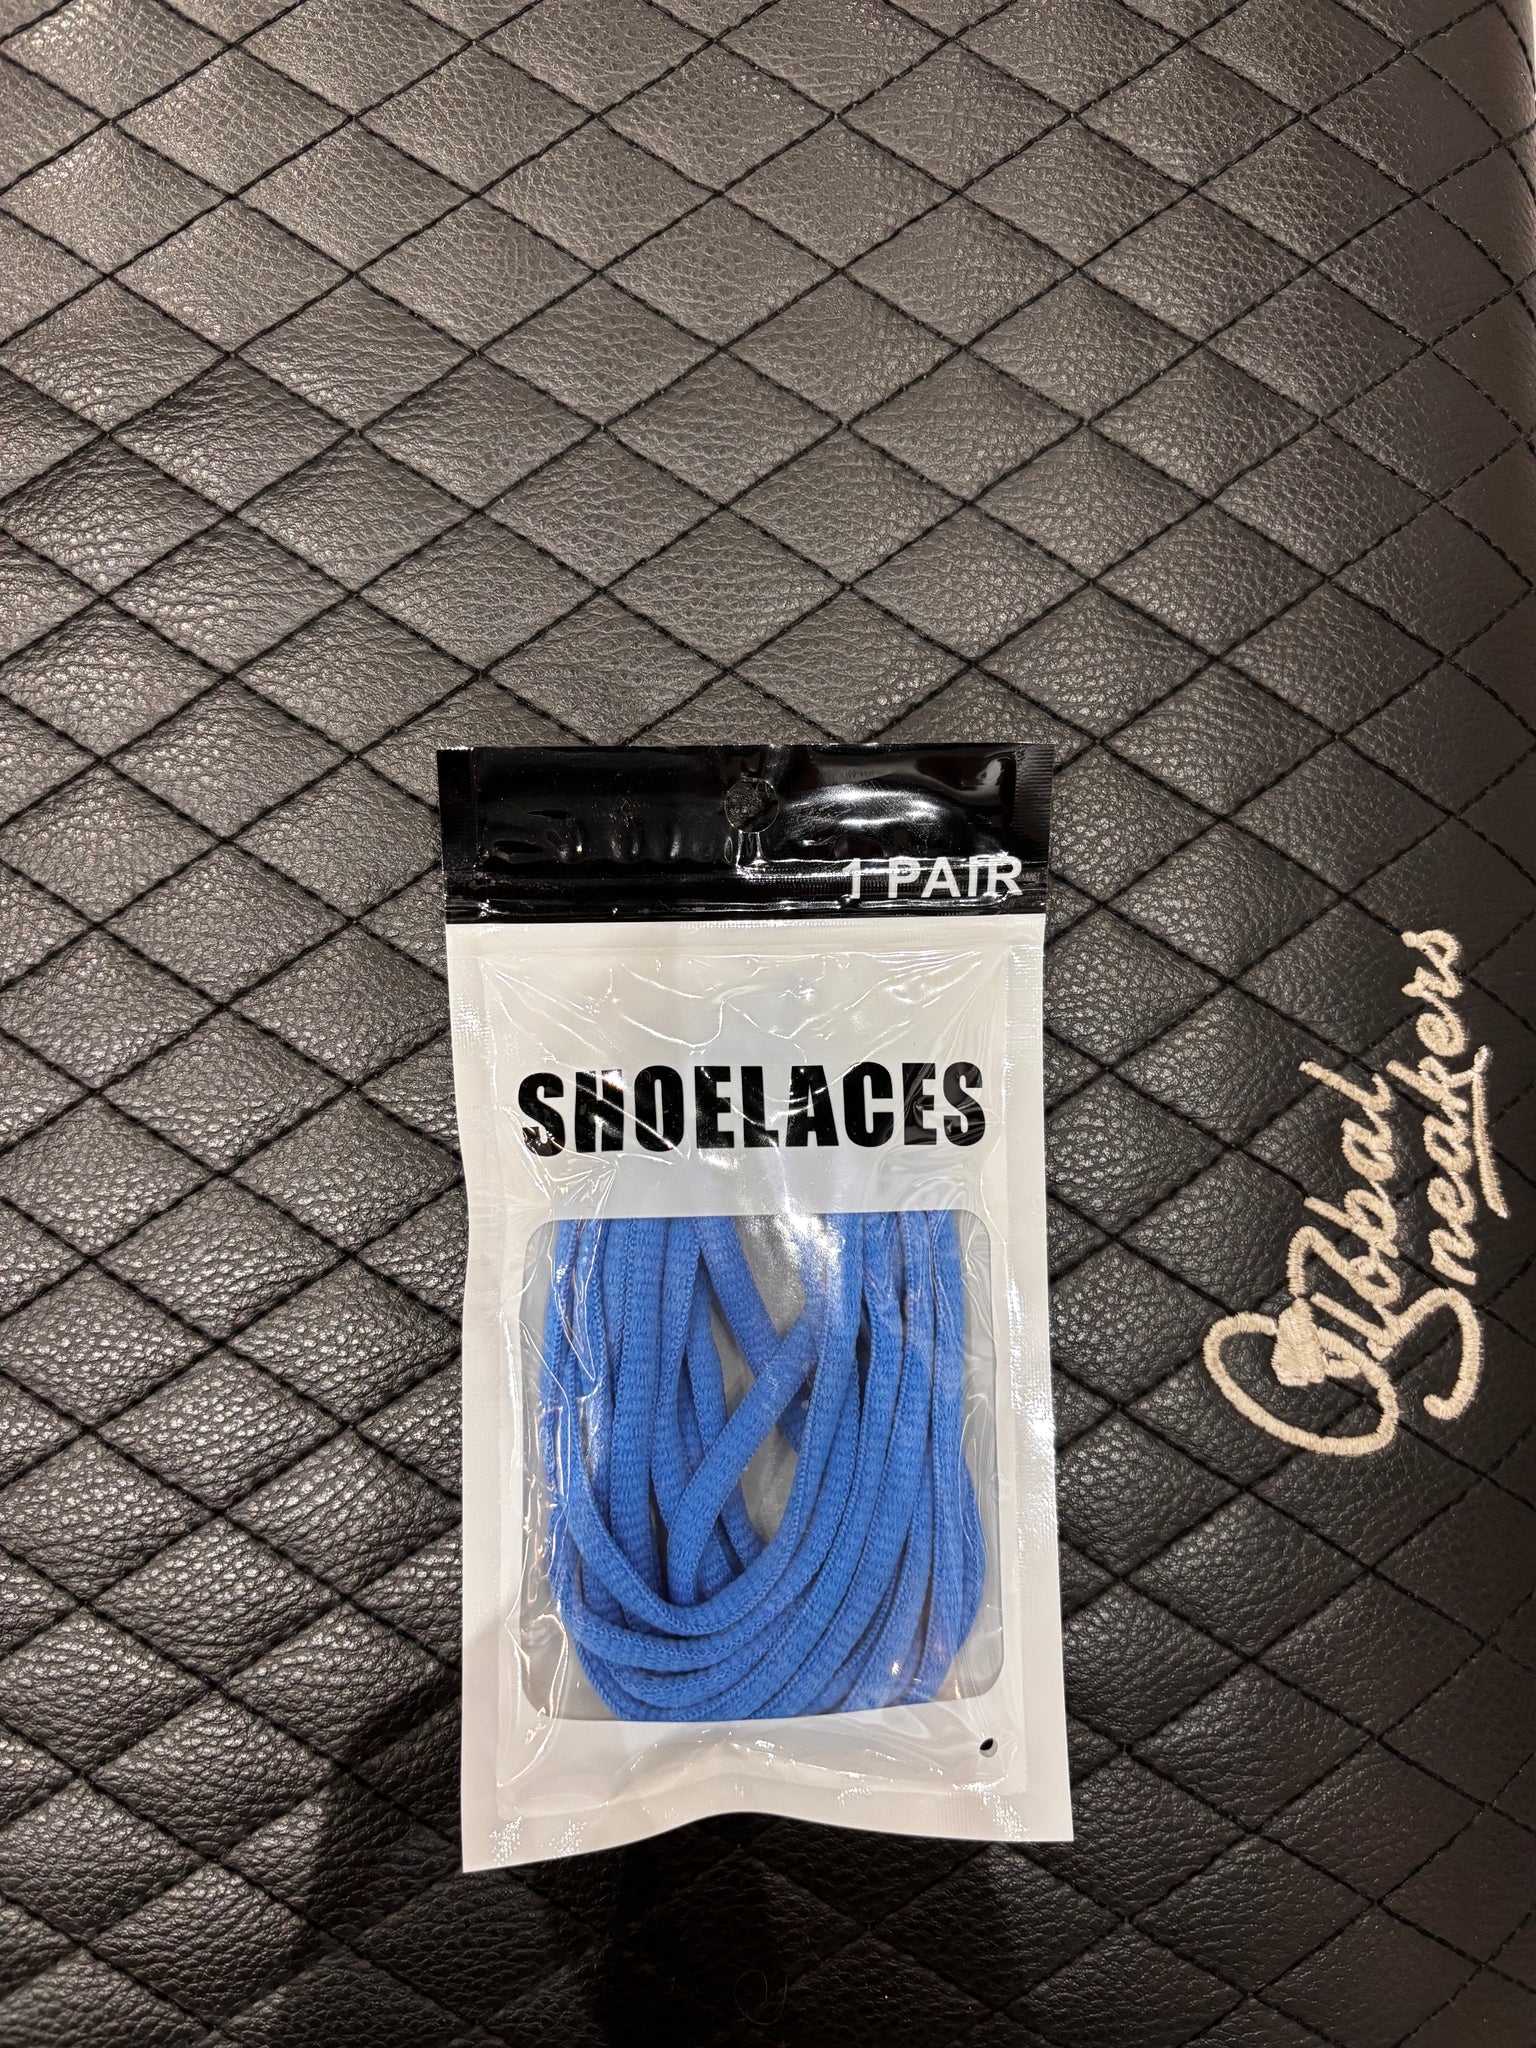 1 PAIR
SHOELACES
Global
Sneakers